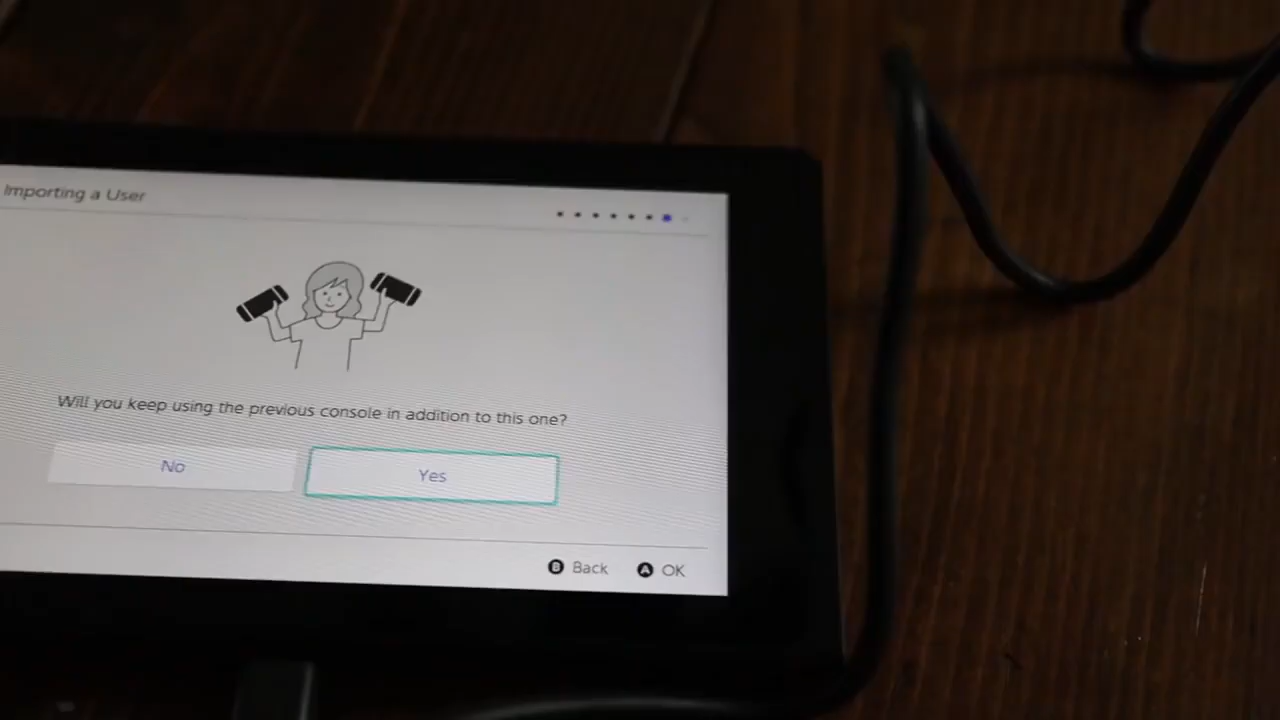 Importing a User
Will you keep using the previous console in addition to this one?
No
Yes
B Back
A OK